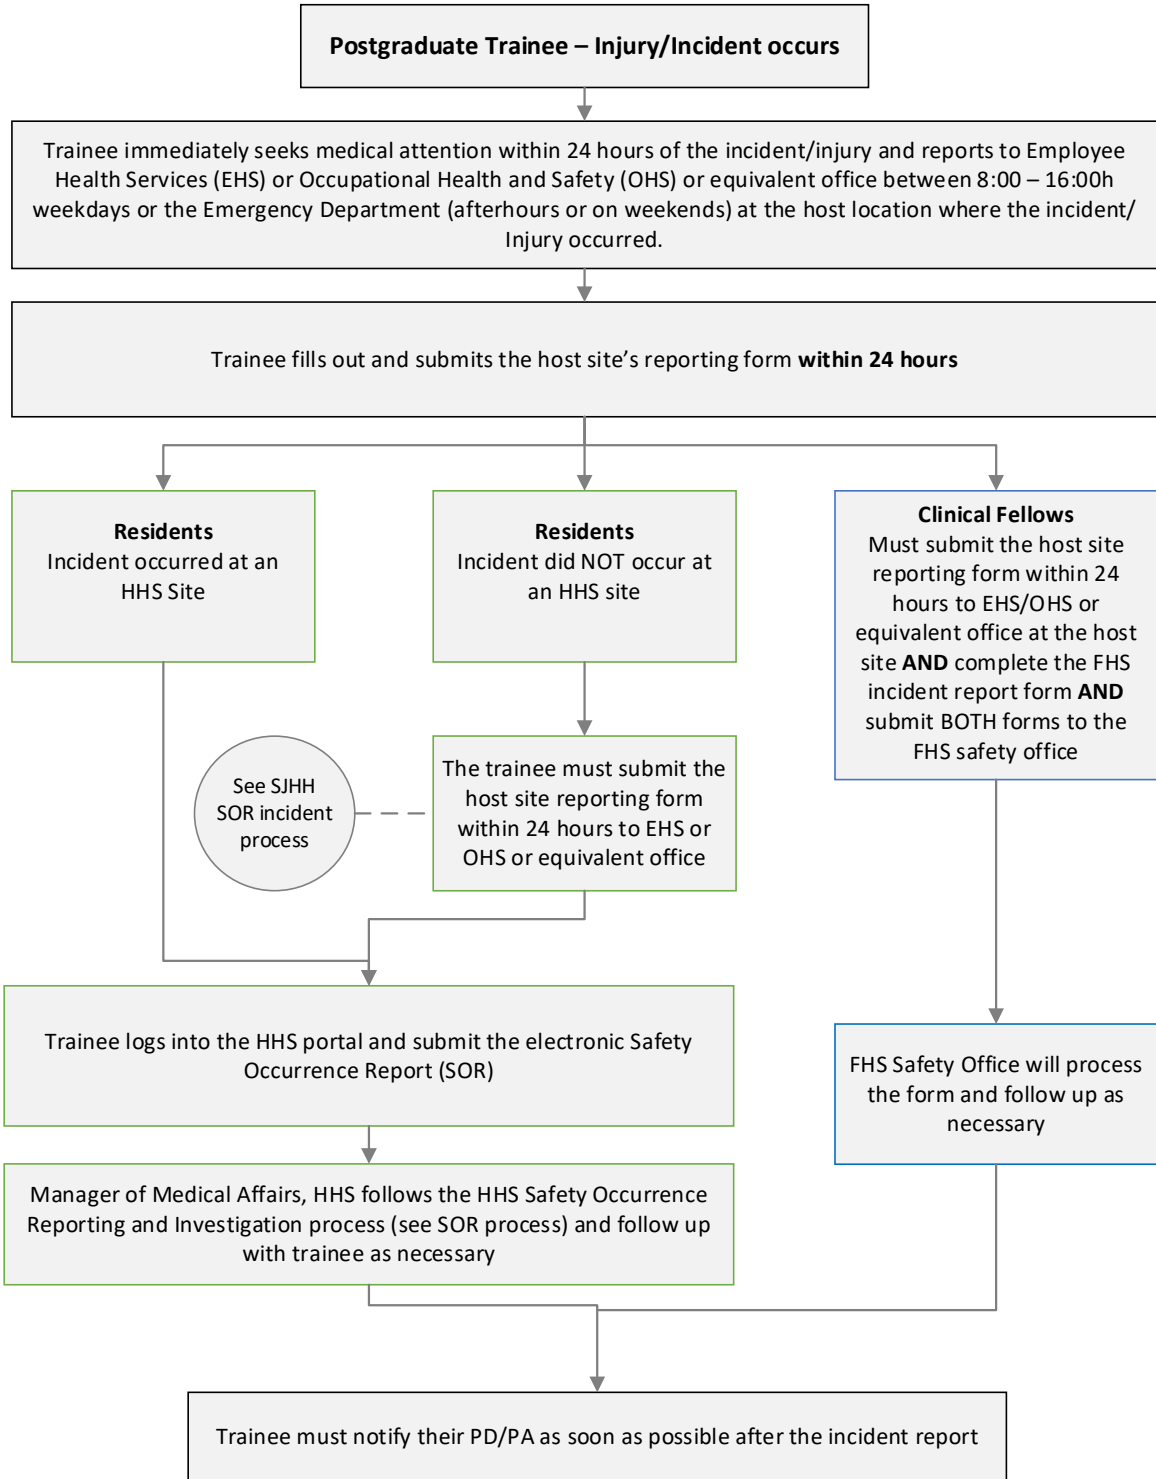 Postgraduate Trainee – Injury/Incident occurs
Trainee immediately seeks medical attention within 24 hours of the incident/injury and reports to Employee
Health Services (EHS) or Occupational Health and Safety (OHS) or equivalent office between 8:00 – 16:00h
weekdays or the Emergency Department (afterhours or on weekends) at the host location where the incident/
Injury occurred.
Trainee fills out and submits the host site’s reporting form within 24 hours
Residents
Incident occurred at an
HHS Site
Residents
Incident did NOT occur at
an HHS site
Clinical Fellows
Must submit the host site
reporting form within 24
hours to EHS/OHS or
equivalent office at the host
site AND complete the FHS
incident report form AND
submit BOTH forms to the
FHS safety office
See SJHH
SOR incident
process
The trainee must submit the
host site reporting form
within 24 hours to EHS or
OHS or equivalent office
Trainee logs into the HHS portal and submit the electronic Safety
Occurrence Report (SOR)
FHS Safety Office will process
the form and follow up as
necessary
Manager of Medical Affairs, HHS follows the HHS Safety Occurrence
Reporting and Investigation process (see SOR process) and follow up
with trainee as necessary
Trainee must notify their PD/PA as soon as possible after the incident report